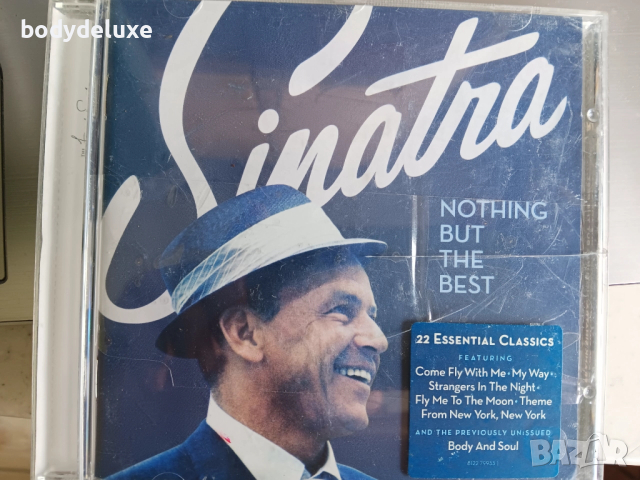 bodydeluxe
Sinatra
NOTHING
BUT
THE
BEST
22 ESSENTIAL CLASSICS
FEATURING
Come Fly With Me • My Way •
Strangers In The Night •
Fly Me To The Moon • Theme
From New York, New York
AND THE PREVIOUSLY UNISSUED
Body And Soul
BAZAR